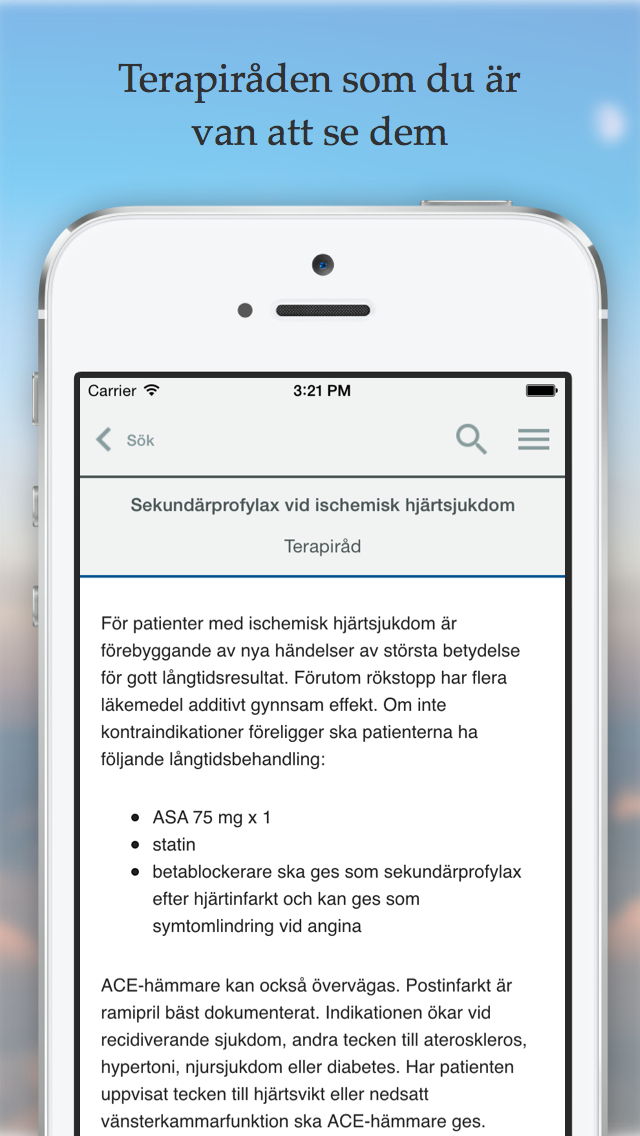 Terapiråden som du är
van att se dem
Carrier 3:21 PM
Sök
Sekundärprofylax vid ischemisk hjärtsjukdom
Terapiråd
För patienter med ischemisk hjärtsjukdom är
förebyggande av nya händelser av största betydelse
för gott långtidsresultat. Förutom rökstopp har flera
läkemedel additivt gynnsam effekt. Om inte
kontraindikationer föreligger ska patienterna ha
följande långtidsbehandling:
• ASA 75 mg x 1
• statin
• betablockerare ska ges som sekundärprofylax
efter hjärtinfarkt och kan ges som
symtomlindring vid angina
ACE-hämmare kan också övervägas. Postinfarkt är
ramipril bäst dokumenterat. Indikationen ökar vid
recidiverande sjukdom, andra tecken till ateroskleros,
hypertoni, njursjukdom eller diabetes. Har patienten
uppvisat tecken till hjärtsvikt eller nedsatt
vänsterkammarfunktion ska ACE-hämmare ges.